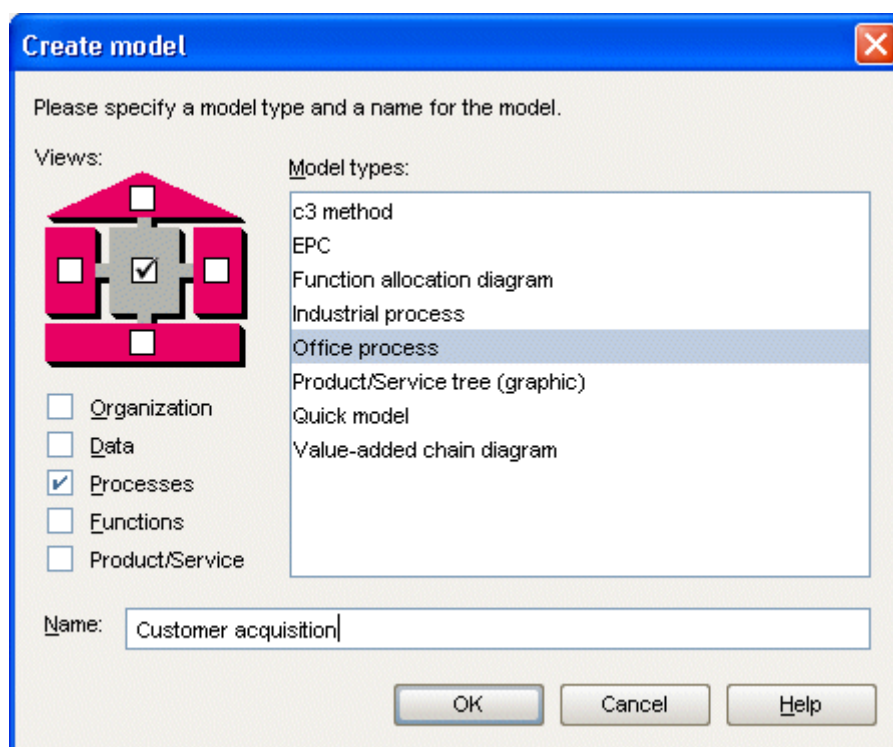 Create model
Please specify a model type and a name for the model.
Views:
Model types:
c3 method
EPC
Function allocation diagram
Industrial process
Office process
Product/Service tree (graphic)
Quick model
Value-added chain diagram
Organization
Data
Processes
Functions
Product/Service
Name: Customer acquisition
OK Cancel Help